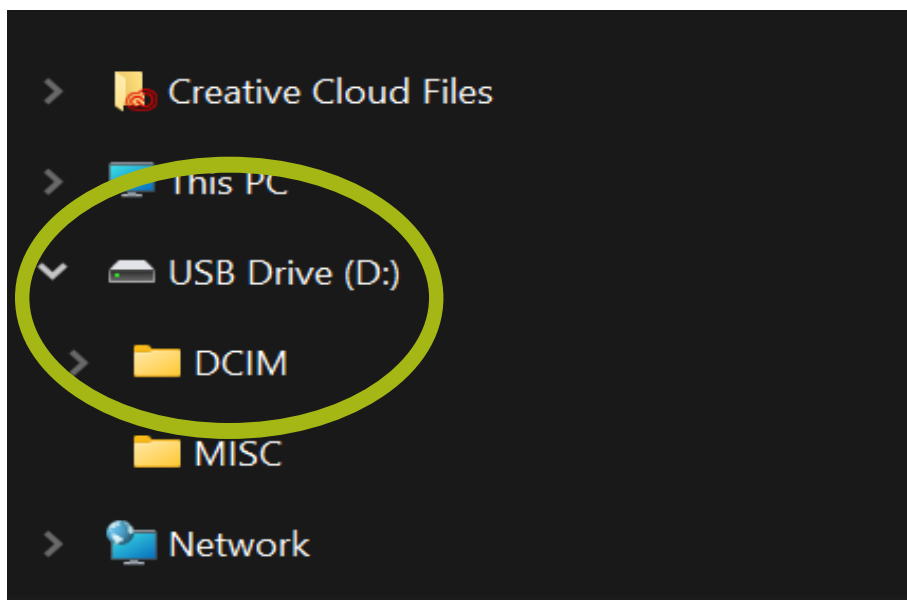 Creative Cloud Files
This PC
USB Drive (D:)
DCIM
MISC
Network